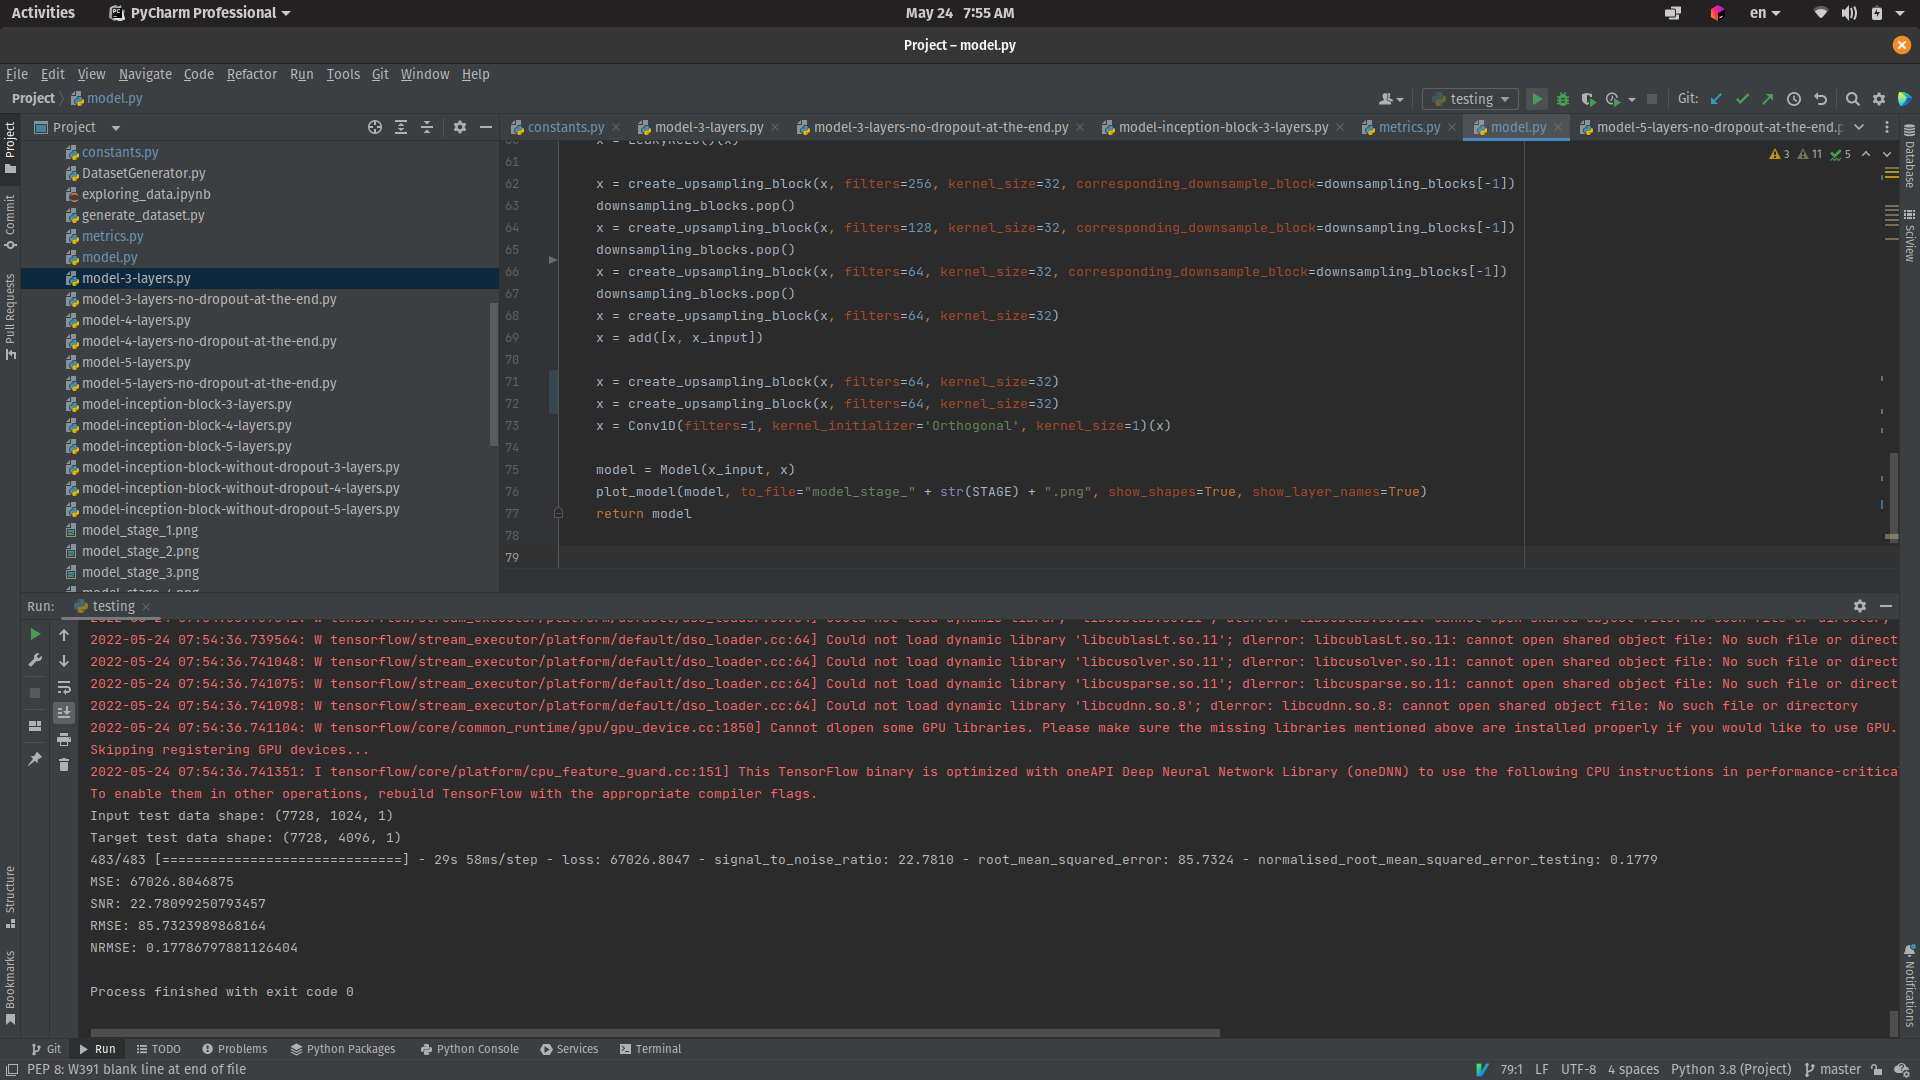 Activities PyCharm Professional May 24 7:55 AM en
Project – model.py
File Edit View Navigate Code Refactor Run Tools Git Window Help
Project model.py testing Git:
Project
constants.py model-3-layers.py model-3-layers-no-dropout-at-the-end.py model-inception-block-3-layers.py metrics.py model.py model-5-layers-no-dropout-at-the-end.p
3 11 5
constants.py
DatasetGenerator.py
exploring_data.ipynb
generate_dataset.py
metrics.py
model.py
model-3-layers.py
model-3-layers-no-dropout-at-the-end.py
model-4-layers.py
model-4-layers-no-dropout-at-the-end.py
model-5-layers.py
model-5-layers-no-dropout-at-the-end.py
model-inception-block-3-layers.py
model-inception-block-4-layers.py
model-inception-block-5-layers.py
model-inception-block-without-dropout-3-layers.py
model-inception-block-without-dropout-4-layers.py
model-inception-block-without-dropout-5-layers.py
model_stage_1.png
model_stage_2.png
model_stage_3.png
60 x = LeakyReLU()(x)
61
62 x = create_upsampling_block(x, filters=256, kernel_size=32, corresponding_downsample_block=downsampling_blocks[-1])
63 downsampling_blocks.pop()
64 x = create_upsampling_block(x, filters=128, kernel_size=32, corresponding_downsample_block=downsampling_blocks[-1])
65 downsampling_blocks.pop()
66 x = create_upsampling_block(x, filters=64, kernel_size=32, corresponding_downsample_block=downsampling_blocks[-1])
67 downsampling_blocks.pop()
68 x = create_upsampling_block(x, filters=64, kernel_size=32)
69 x = add([x, x_input])
70
71 x = create_upsampling_block(x, filters=64, kernel_size=32)
72 x = create_upsampling_block(x, filters=64, kernel_size=32)
73 x = Conv1D(filters=1, kernel_initializer='Orthogonal', kernel_size=1)(x)
74
75 model = Model(x_input, x)
76 plot_model(model, to_file="model_stage_" + str(STAGE) + ".png", show_shapes=True, show_layer_names=True)
77 return model
78
79
Project
Commit
Pull Requests
Structure
Bookmarks
Database
SciView
Notifications
Run: testing
2022-05-24 07:54:36.739564: W tensorflow/stream_executor/platform/default/dso_loader.cc:64] Could not load dynamic library 'libcublasLt.so.11'; dlerror: libcublasLt.so.11: cannot open shared object file: No such file or direct
2022-05-24 07:54:36.741048: W tensorflow/stream_executor/platform/default/dso_loader.cc:64] Could not load dynamic library 'libcusolver.so.11'; dlerror: libcusolver.so.11: cannot open shared object file: No such file or direct
2022-05-24 07:54:36.741075: W tensorflow/stream_executor/platform/default/dso_loader.cc:64] Could not load dynamic library 'libcusparse.so.11'; dlerror: libcusparse.so.11: cannot open shared object file: No such file or direct
2022-05-24 07:54:36.741098: W tensorflow/stream_executor/platform/default/dso_loader.cc:64] Could not load dynamic library 'libcudnn.so.8'; dlerror: libcudnn.so.8: cannot open shared object file: No such file or directory
2022-05-24 07:54:36.741104: W tensorflow/core/common_runtime/gpu/gpu_device.cc:1850] Cannot dlopen some GPU libraries. Please make sure the missing libraries mentioned above are installed properly if you would like to use GPU.
Skipping registering GPU devices...
2022-05-24 07:54:36.741351: I tensorflow/core/platform/cpu_feature_guard.cc:151] This TensorFlow binary is optimized with oneAPI Deep Neural Network Library (oneDNN) to use the following CPU instructions in performance-critica
To enable them in other operations, rebuild TensorFlow with the appropriate compiler flags.
Input test data shape: (7728, 1024, 1)
Target test data shape: (7728, 4096, 1)
483/483 [==============================] - 29s 58ms/step - loss: 67026.8047 - signal_to_noise_ratio: 22.7810 - root_mean_squared_error: 85.7324 - normalised_root_mean_squared_error_testing: 0.1779
MSE: 67026.8046875
SNR: 22.78099250793457
RMSE: 85.7323989868164
NRMSE: 0.17786797881126404
Process finished with exit code 0
Git Run TODO Problems Python Packages Python Console Services Terminal
PEP 8: W391 blank line at end of file 79:1 LF UTF-8 4 spaces Python 3.8 (Project) master